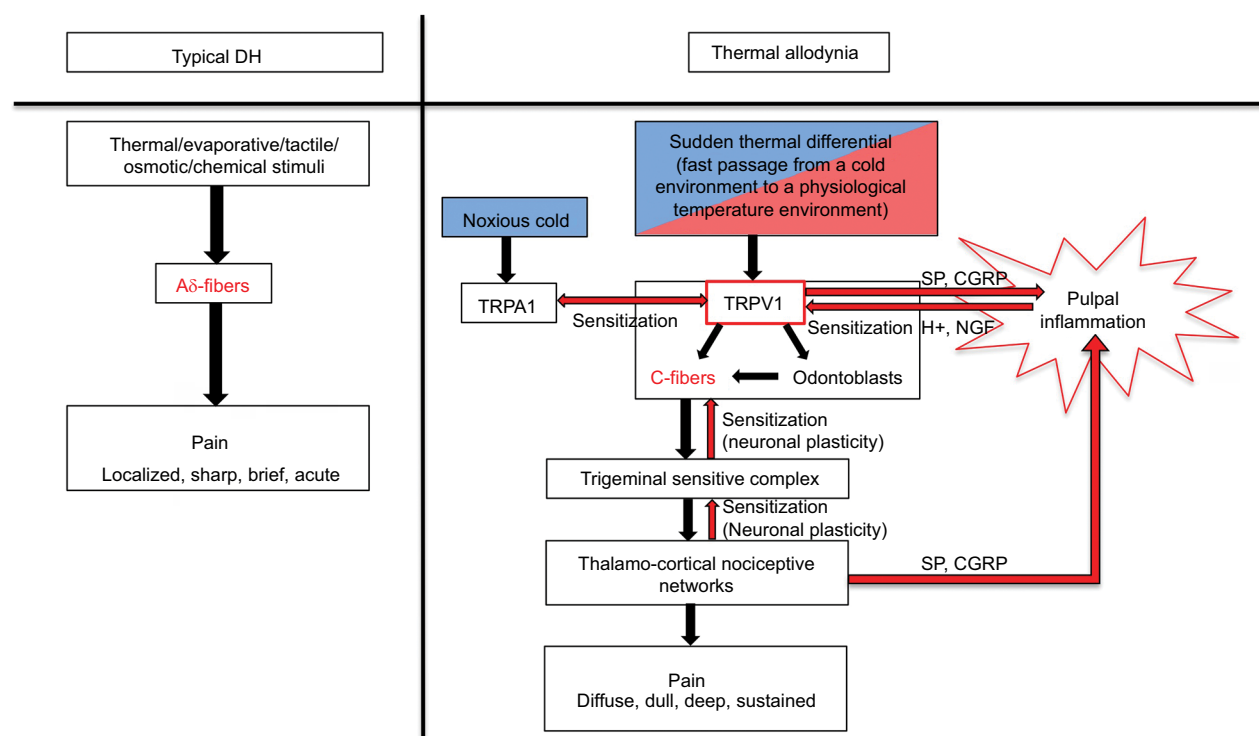 Typical DH
Thermal allodynia
Thermal/evaporative/tactile/
osmotic/chemical stimuli
Aδ-fibers
Pain
Localized, sharp, brief, acute
Sudden thermal differential
(fast passage from a cold
environment to a physiological
temperature environment)
Noxious cold
TRPA1
Sensitization
TRPV1
SP, CGRP
Sensitization H+, NGF
Pulpal
inflammation
C-fibers
Odontoblasts
Sensitization
(neuronal plasticity)
Trigeminal sensitive complex
Sensitization
(Neuronal plasticity)
Thalamo-cortical nociceptive
networks
SP, CGRP
Pain
Diffuse, dull, deep, sustained